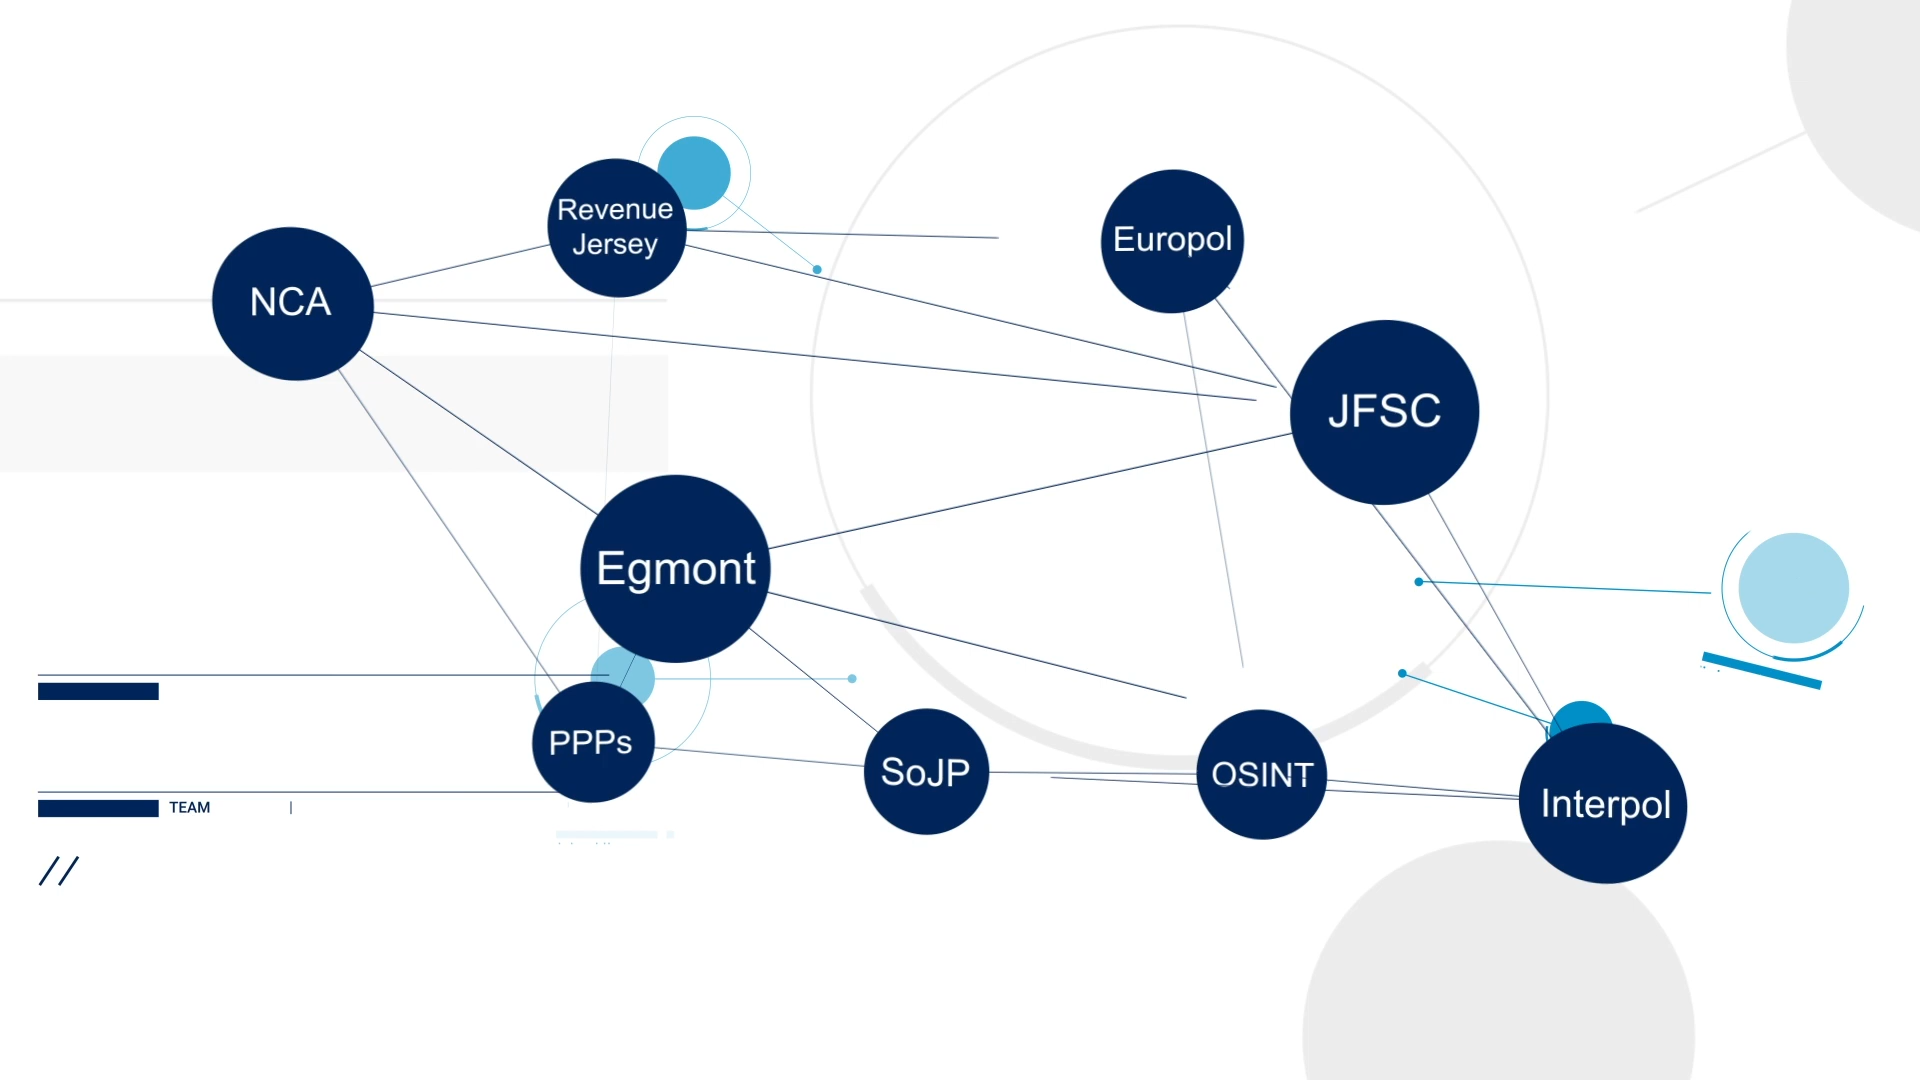 Revenue
Jersey
Europol
NCA
JFSC
Egmont
PPPs
SoJP
OSINT
Interpol
TEAM